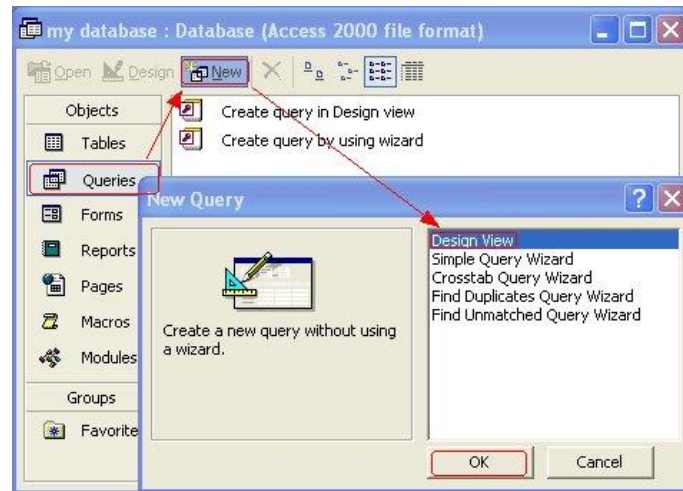 my database : Database (Access 2000 file format)
Open Design New
Objects
Tables
Queries
Forms
Reports
Pages
Macros
Modules
Groups
Favorite
Create query in Design view
Create query by using wizard
New Query
Create a new query without using
a wizard.
Design View
Simple Query Wizard
Crosstab Query Wizard
Find Duplicates Query Wizard
Find Unmatched Query Wizard
OK Cancel